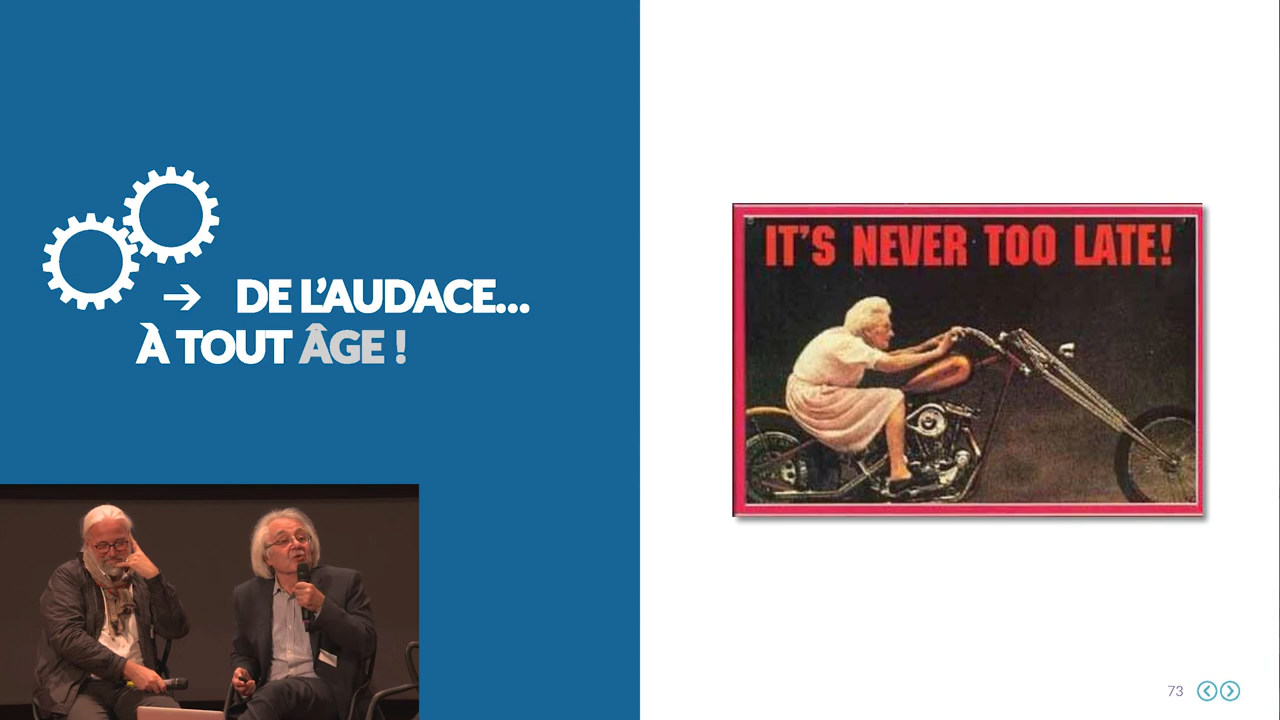 → DE L'AUDACE...
À TOUT ÂGE !
IT'S NEVER TOO LATE!
73